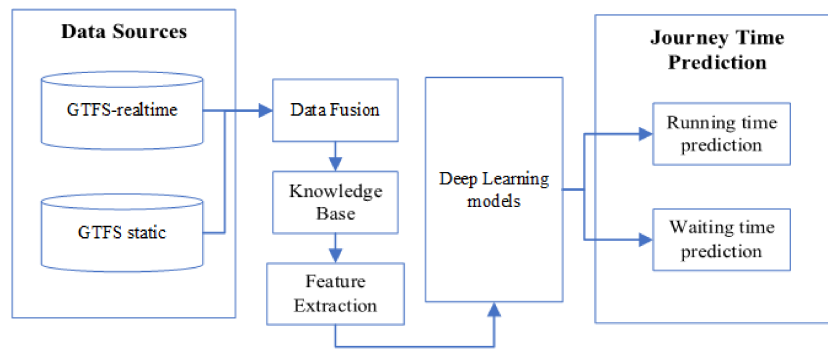 Data Sources
GTFS-realtime
GTFS static
Data Fusion
Knowledge
Base
Feature
Extraction
Deep Learning
models
Journey Time
Prediction
Running time
prediction
Waiting time
prediction